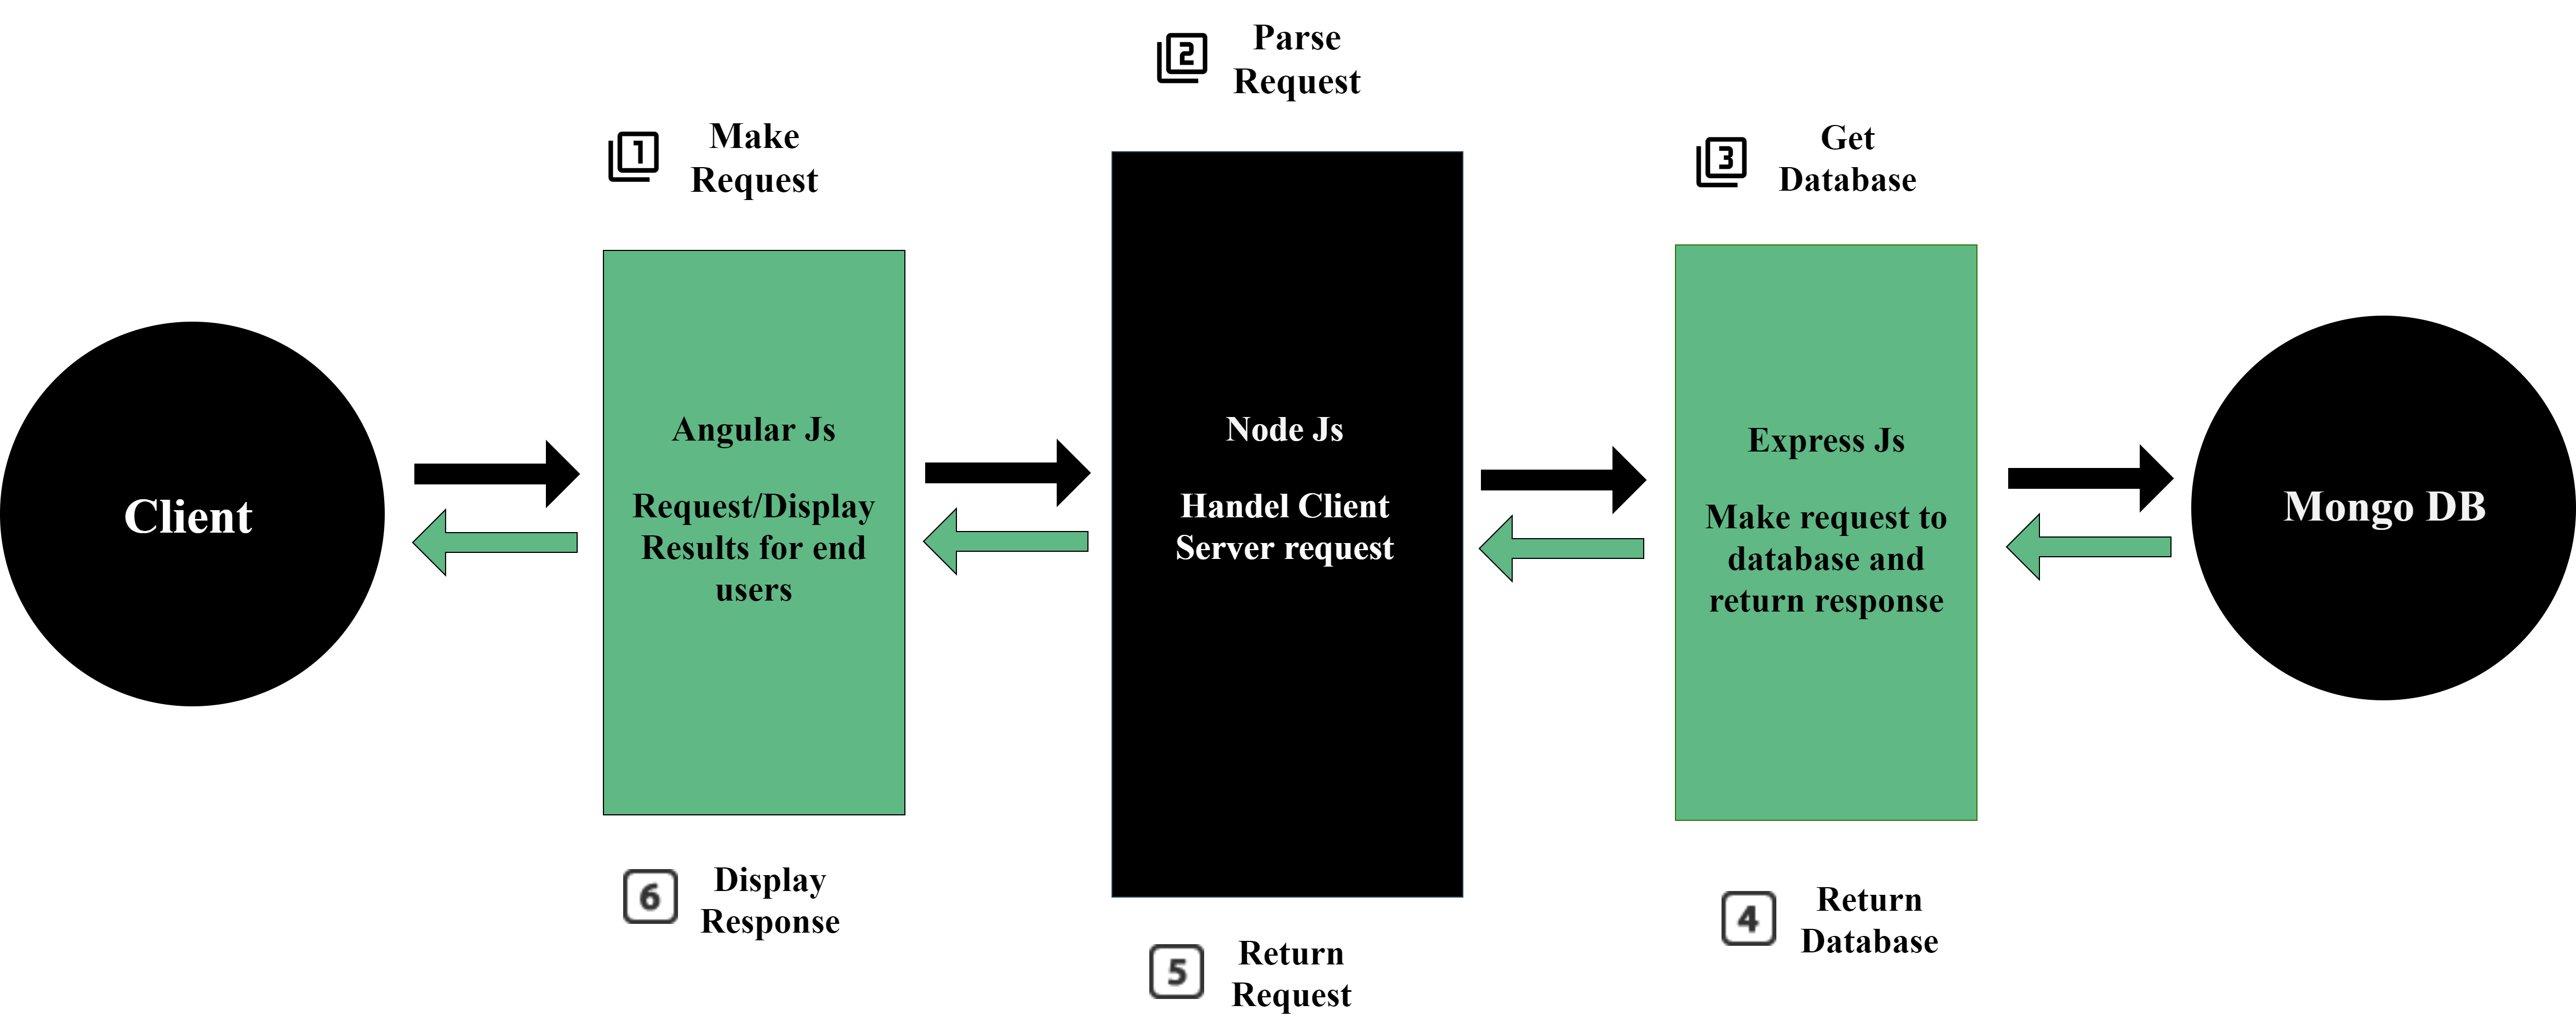 2
Parse
Request
1
Make
Request
3
Get
Database
Client
Angular Js
Request/Display
Results for end
users
Node Js
Handel Client
Server request
Express Js
Make request to
database and
return response
Mongo DB
6
Display
Response
4
Return
Database
5
Return
Request